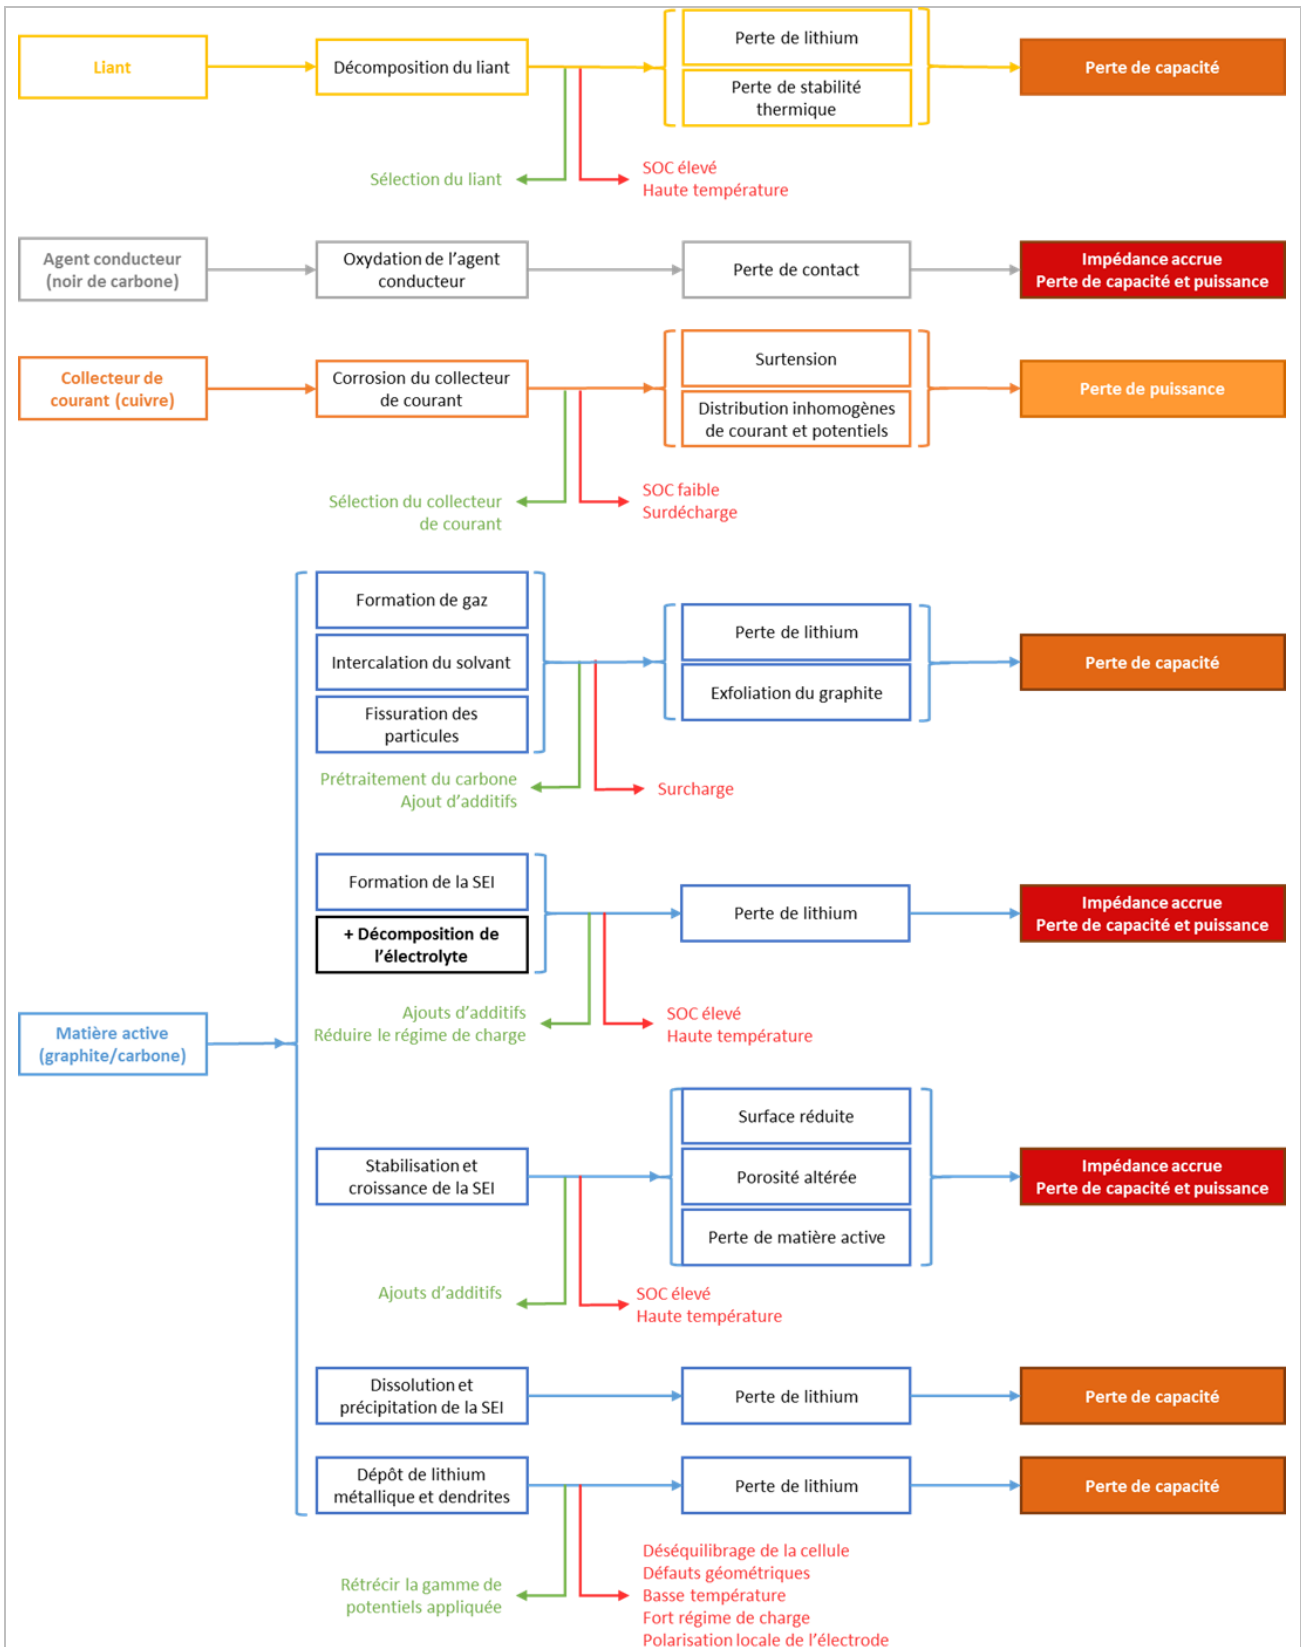 Liant
Décomposition du liant
Perte de lithium
Perte de stabilité
thermique
Perte de capacité
Sélection du liant
SOC élevé
Haute température
Agent conducteur
(noir de carbone)
Oxydation de l'agent
conducteur
Perte de contact
Impédance accrue
Perte de capacité et puissance
Collecteur de
courant (cuivre)
Corrosion du collecteur
de courant
Surtension
Distribution inhomogènes
de courant et potentiels
Perte de puissance
Sélection du collecteur
de courant
SOC faible
Surdécharge
Matière active
(graphite/carbone)
Formation de gaz
Intercalation du solvant
Fissuration des
particules
Perte de lithium
Exfoliation du graphite
Perte de capacité
Prétraitement du carbone
Ajout d'additifs
Surcharge
Formation de la SEI
+ Décomposition de
l'électrolyte
Perte de lithium
Impédance accrue
Perte de capacité et puissance
Ajouts d'additifs
Réduire le régime de charge
SOC élevé
Haute température
Stabilisation et
croissance de la SEI
Surface réduite
Porosité altérée
Perte de matière active
Impédance accrue
Perte de capacité et puissance
Ajouts d'additifs
SOC élevé
Haute température
Dissolution et
précipitation de la SEI
Perte de lithium
Perte de capacité
Dépôt de lithium
métallique et dendrites
Perte de lithium
Perte de capacité
Rétrécir la gamme de
potentiels appliquée
Déséquilibrage de la cellule
Défauts géométriques
Basse température
Fort régime de charge
Polarisation locale de l'électrode